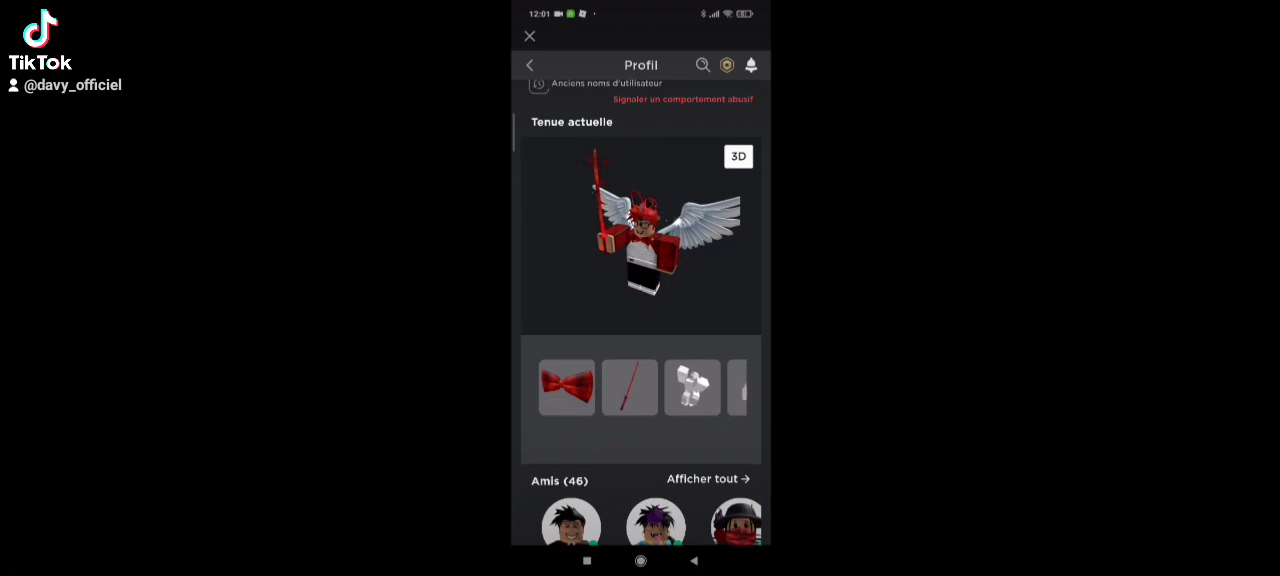 TikTok
@davy_officiel
12:01
Profil
Anciens noms d'utilisateur
Signaler un comportement abusif
Tenue actuelle
3D
Amis (46)
Afficher tout →